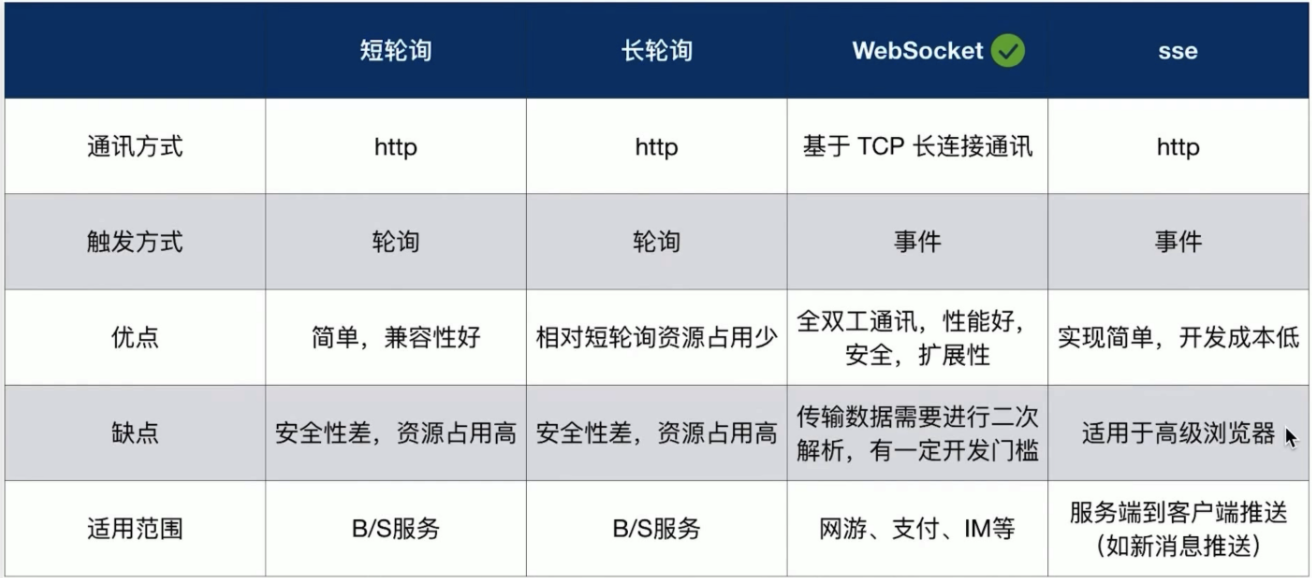 短轮询 长轮询 WebSocket sse
通讯方式 http http 基于 TCP 长连接通讯 http
触发方式 轮询 轮询 事件 事件
优点 简单，兼容性好 相对短轮询资源占用少 全双工通讯，性能好，
安全，扩展性 实现简单，开发成本低
缺点 安全性差，资源占用高 安全性差，资源占用高 传输数据需要进行二次
解析，有一定开发门槛 适用于高级浏览器
适用范围 B/S服务 B/S服务 网游、支付、IM等 服务端到客户端推送
（如新消息推送）